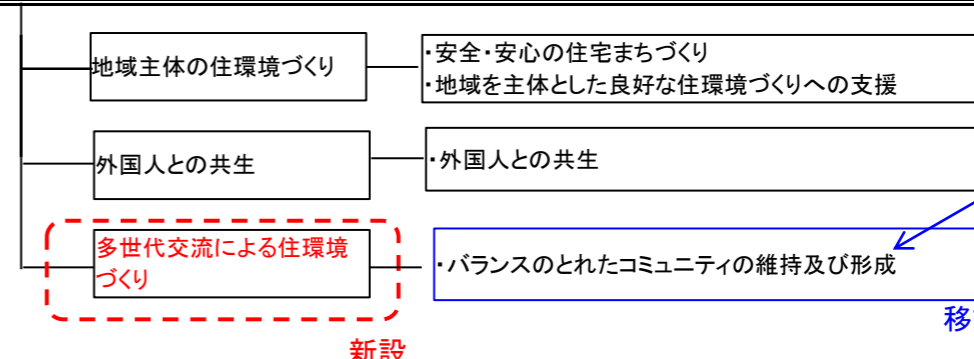 地域主体の住環境づくり
・安全・安心の住宅まちづくり
・地域を主体とした良好な住環境づくりへの支援
外国人との共生
・外国人との共生
多世代交流による住環境
づくり
・バランスのとれたコミュニティの維持及び形成
移
新設